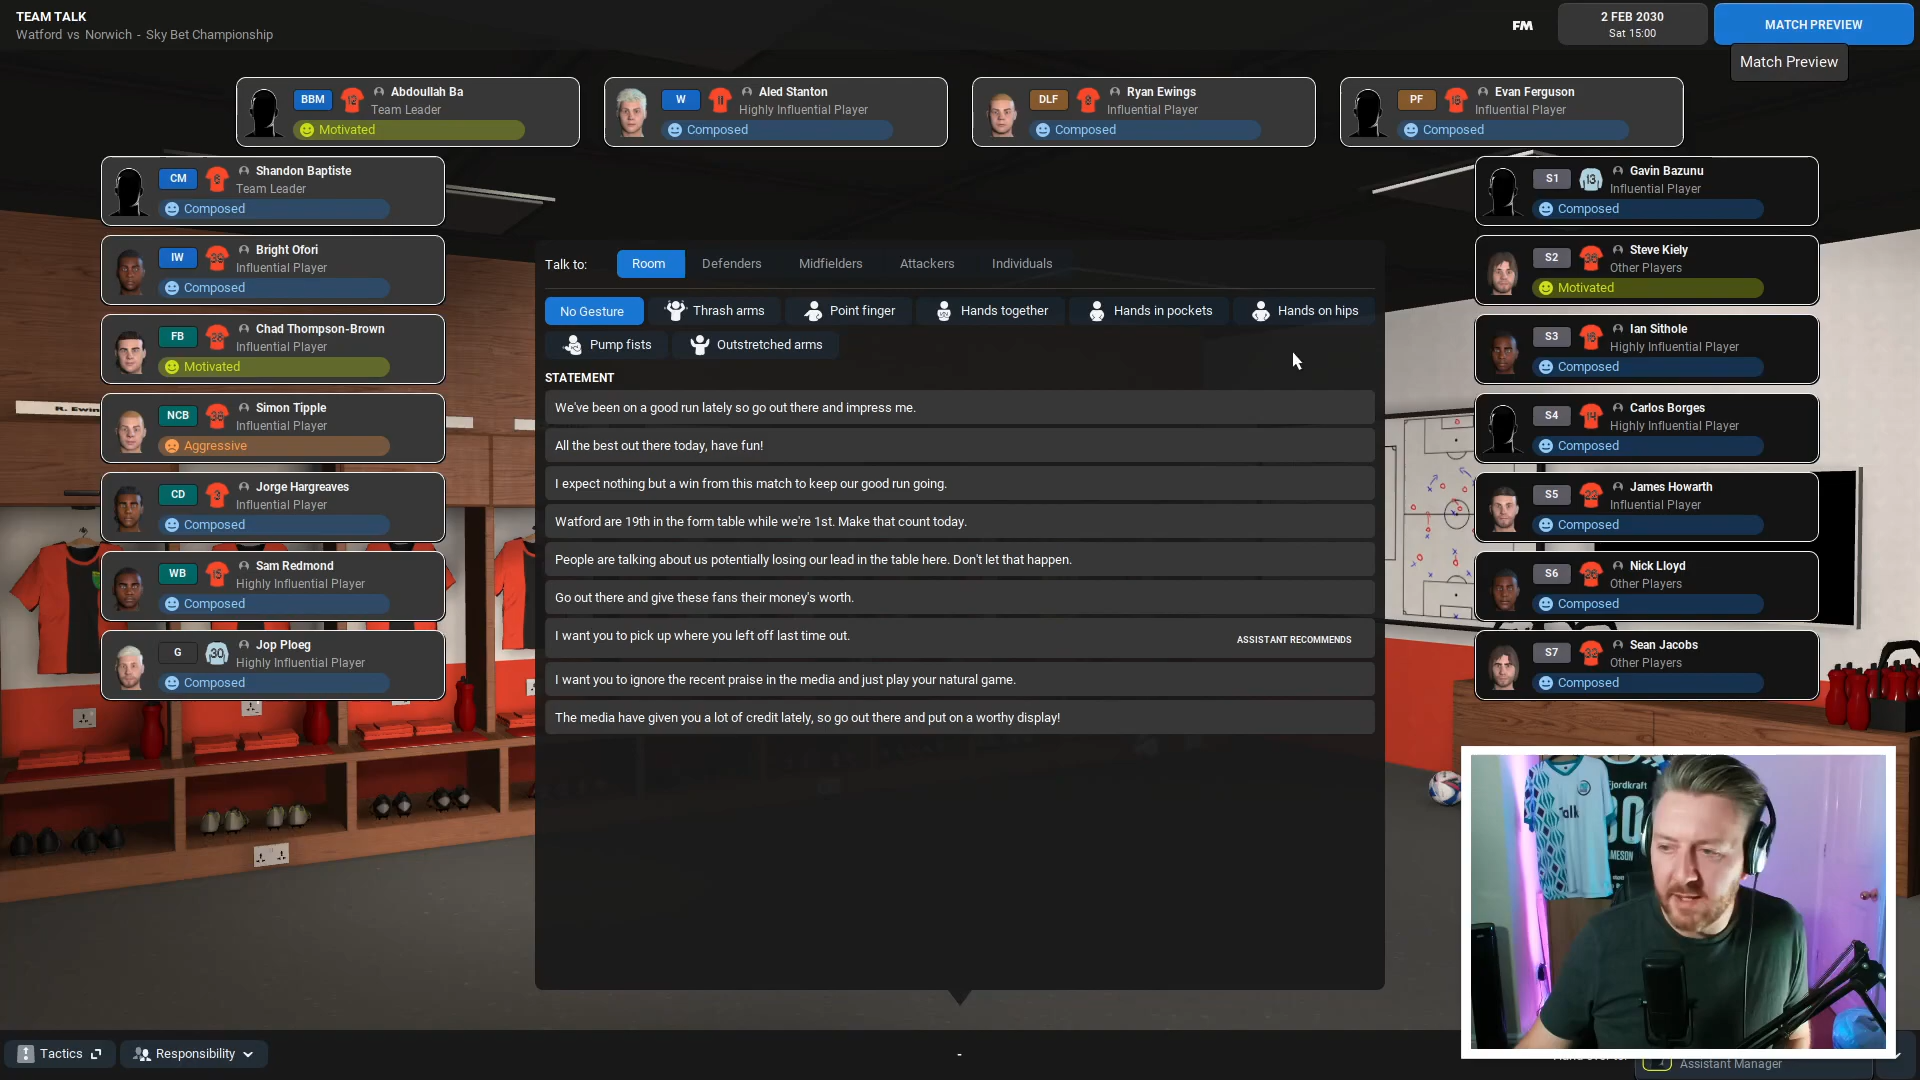 TEAM TALK
Watford vs Norwich - Sky Bet Championship
FM
2 FEB 2030
Sat 15:00
MATCH PREVIEW
Match Preview
BBM
12
Abdoullah Ba
Team Leader
Motivated
W
11
Aled Stanton
Highly Influential Player
Composed
DLF
Ryan Ewings
Influential Player
Composed
PF
Evan Ferguson
Influential Player
Composed
CM
6
Shandon Baptiste
Team Leader
Composed
IW
Bright Ofori
Influential Player
Composed
FB
28
Chad Thompson-Brown
Influential Player
Motivated
NCB
Simon Tipple
Influential Player
Aggressive
CD
3
Jorge Hargreaves
Influential Player
Composed
WB
15
Sam Redmond
Highly Influential Player
Composed
G
30
Jop Ploeg
Highly Influential Player
Composed
Talk to:
Room
Defenders
Midfielders
Attackers
Individuals
No Gesture
Thrash arms
Point finger
Hands together
Hands in pockets
Hands on hips
Pump fists
Outstretched arms
STATEMENT
We've been on a good run lately so go out there and impress me.
All the best out there today, have fun!
I expect nothing but a win from this match to keep our good run going.
Watford are 19th in the form table while we're 1st. Make that count today.
People are talking about us potentially losing our lead in the table here. Don't let that happen.
Go out there and give these fans their money's worth.
I want you to pick up where you left off last time out.
ASSISTANT RECOMMENDS
I want you to ignore the recent praise in the media and just play your natural game.
The media have given you a lot of credit lately, so go out there and put on a worthy display!
S1
13
Gavin Bazunu
Influential Player
Composed
S2
Steve Kiely
Other Players
Motivated
S3
Ian Sithole
Highly Influential Player
Composed
S4
14
Carlos Borges
Highly Influential Player
Composed
S5
James Howarth
Influential Player
Composed
S6
Nick Lloyd
Other Players
Composed
S7
Sean Jacobs
Other Players
Composed
Fjordkraft
Talk
JAMESON
Tactics
Responsibility
-
Assistant Manager